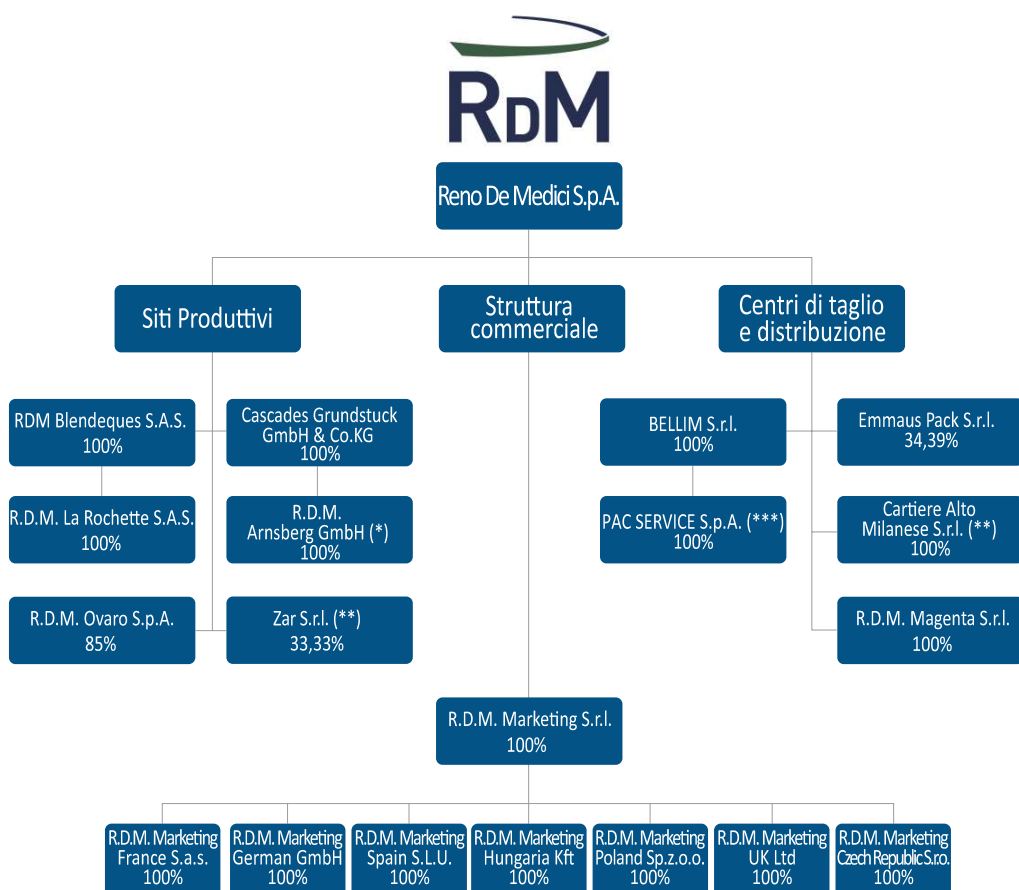 RDM
Reno De Medici S.p.A.
Siti Produttivi
Struttura
commerciale
Centri di taglio
e distribuzione
RDM Blendeques S.A.S.
100%
Cascades Grundstuck
GmbH & Co.KG
100%
BELLIM S.r.l.
100%
Emmaus Pack S.r.l.
34,39%
R.D.M. La Rochette S.A.S.
100%
R.D.M.
Arnsberg GmbH (*)
100%
PAC SERVICE S.p.A. (***)
100%
Cartiere Alto
Milanese S.r.l. (**)
100%
R.D.M. Ovaro S.p.A.
85%
Zar S.r.l. (**)
33,33%
R.D.M. Magenta S.r.l.
100%
R.D.M. Marketing S.r.l.
100%
R.D.M. Marketing
France S.a.s.
100%
R.D.M. Marketing
German GmbH
100%
R.D.M. Marketing
Spain S.L.U.
100%
R.D.M. Marketing
Hungaria Kft
100%
R.D.M. Marketing
Poland Sp.z.o.o.
100%
R.D.M. Marketing
UK Ltd
100%
R.D.M. Marketing
Czech Republic S.r.o.
100%